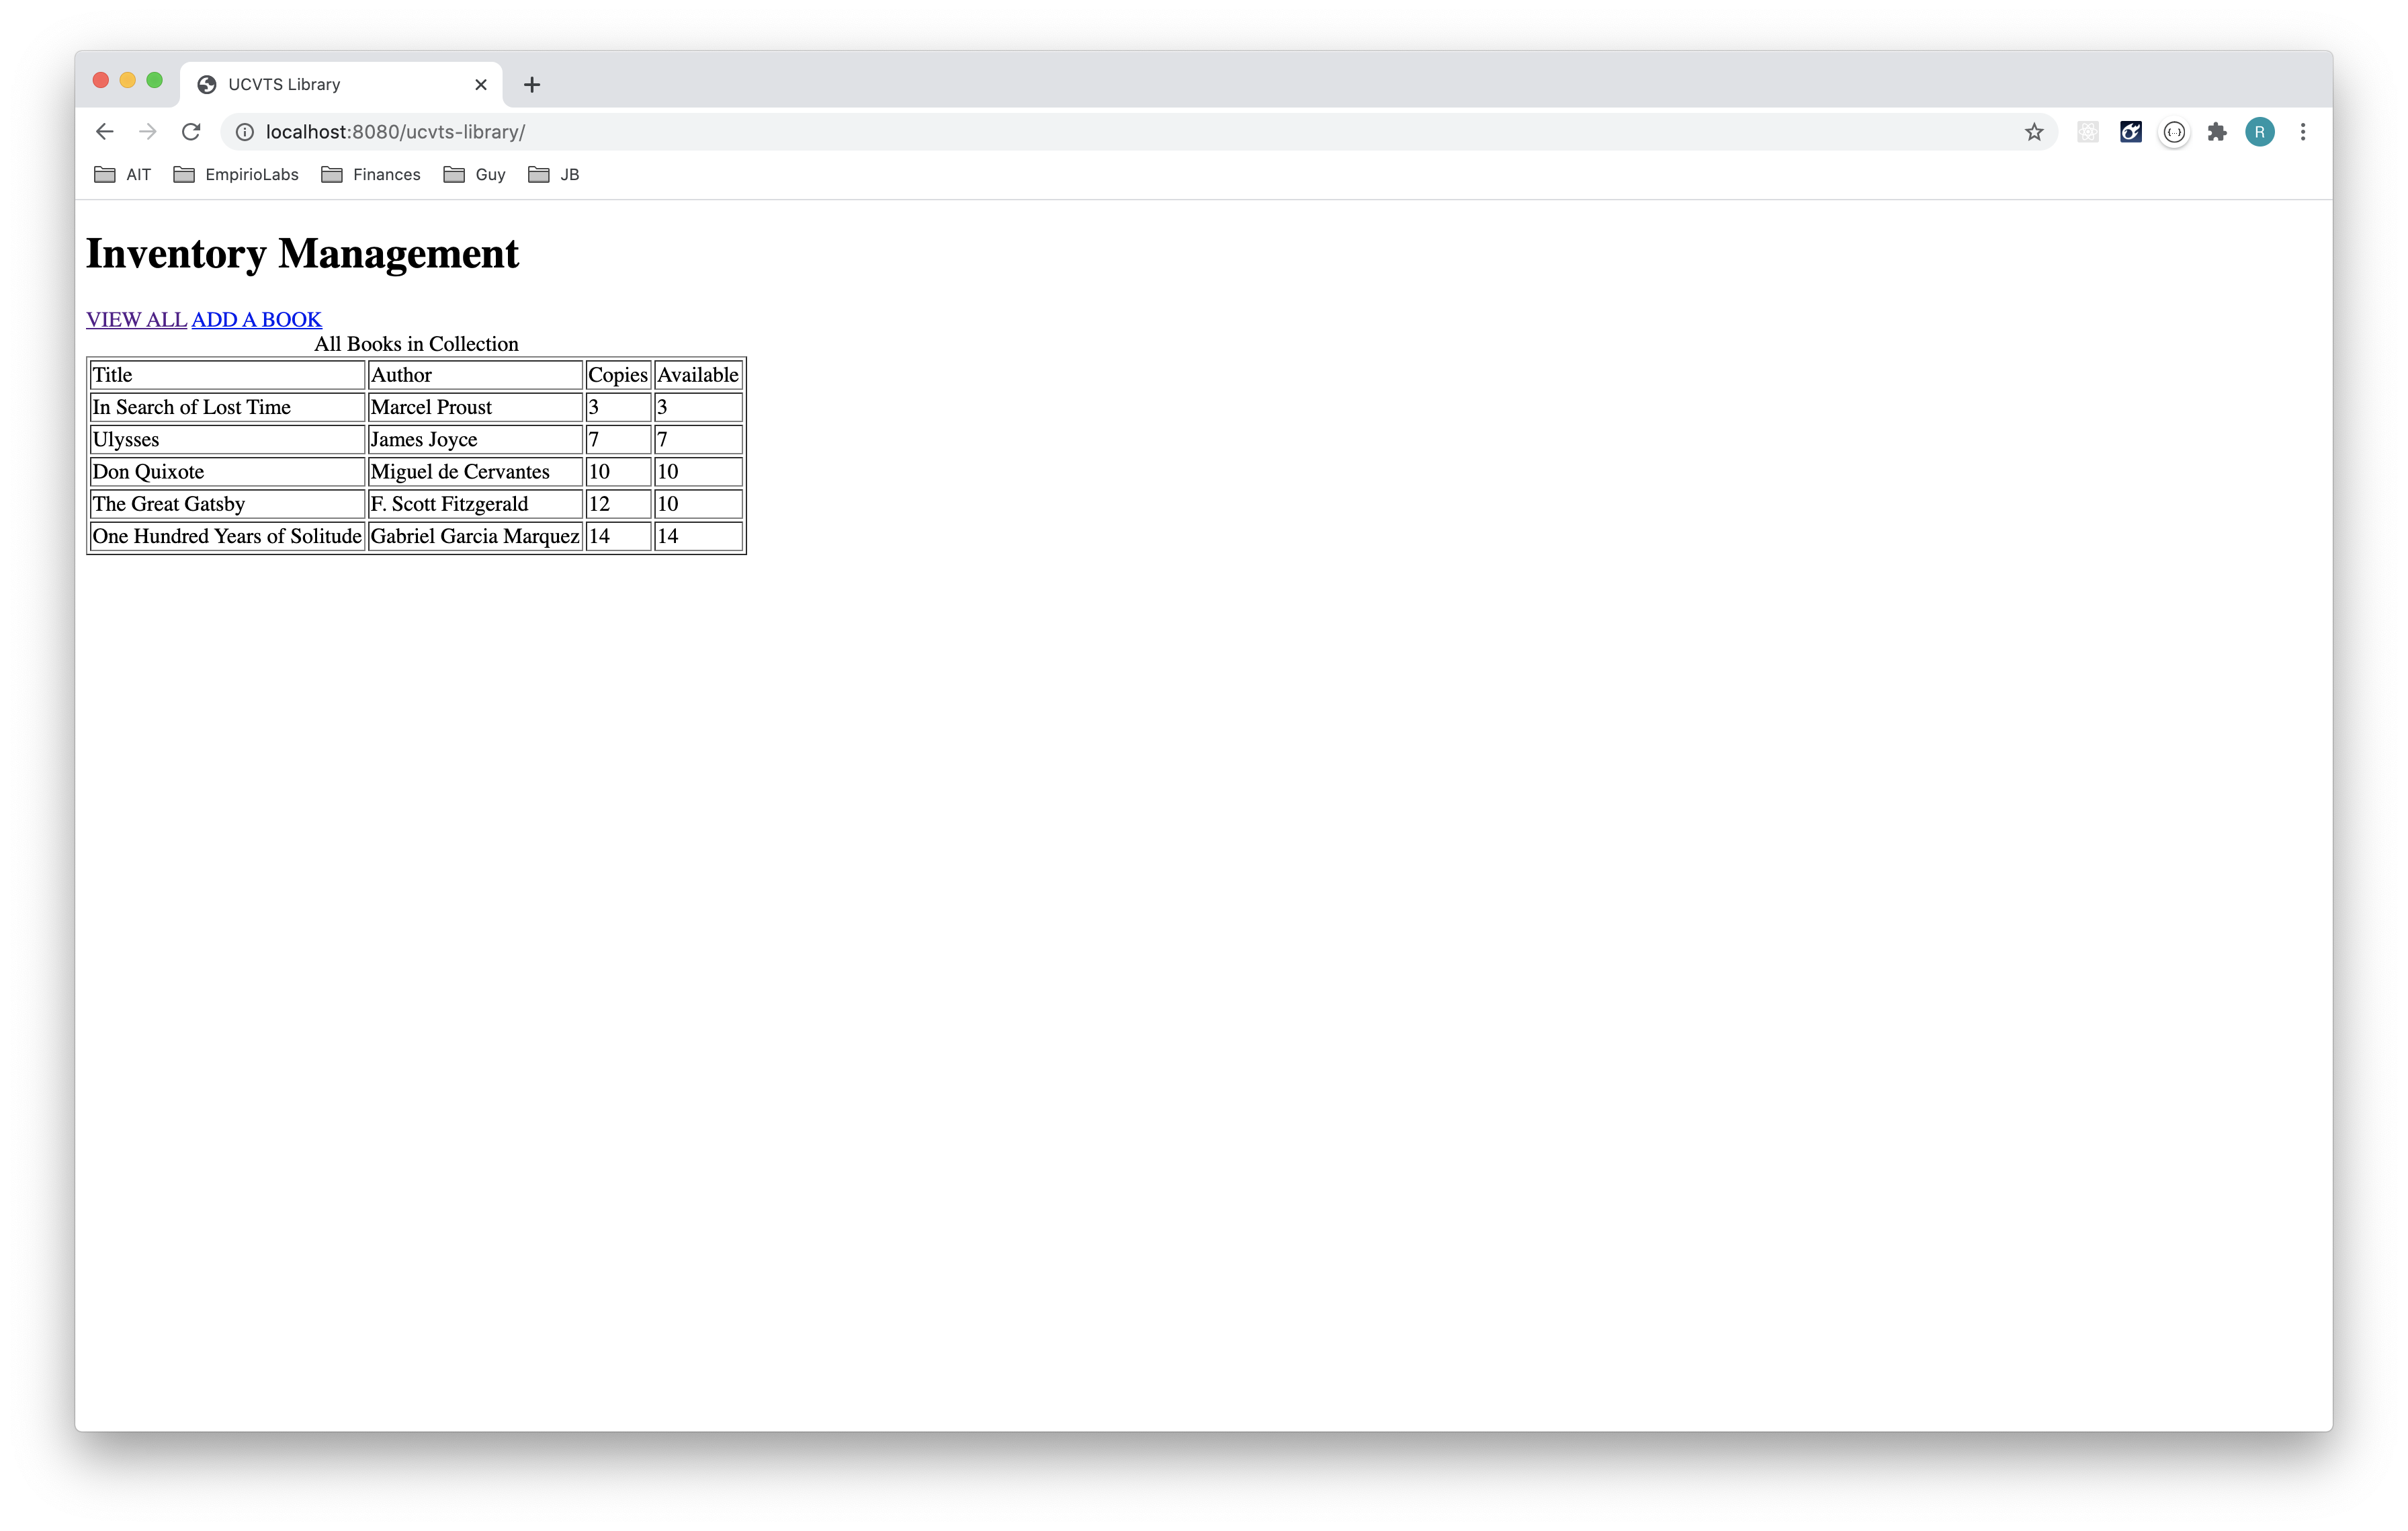 UCVTS Library
localhost:8080/ucvts-library/
R
AIT EmpirioLabs Finances Guy JB
Inventory Management
VIEW ALL ADD A BOOK
All Books in Collection
Title Author Copies Available
In Search of Lost Time Marcel Proust 3 3
Ulysses James Joyce 7 7
Don Quixote Miguel de Cervantes 10 10
The Great Gatsby F. Scott Fitzgerald 12 10
One Hundred Years of Solitude Gabriel Garcia Marquez 14 14